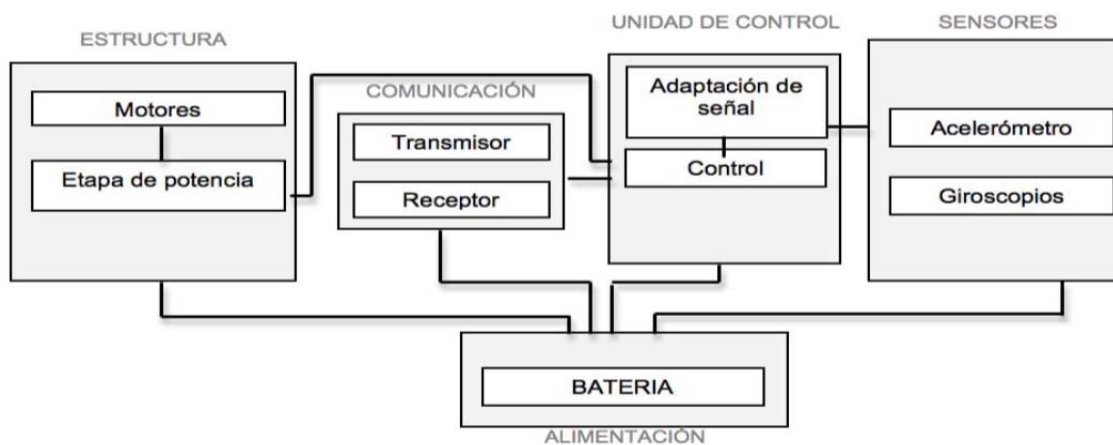 ESTRUCTURA
Motores
Etapa de potencia
COMUNICACIÓN
Transmisor
Receptor
UNIDAD DE CONTROL
Adaptación de
señal
Control
SENSORES
Acelerómetro
Giroscopios
BATERIA
ALIMENTACIÓN